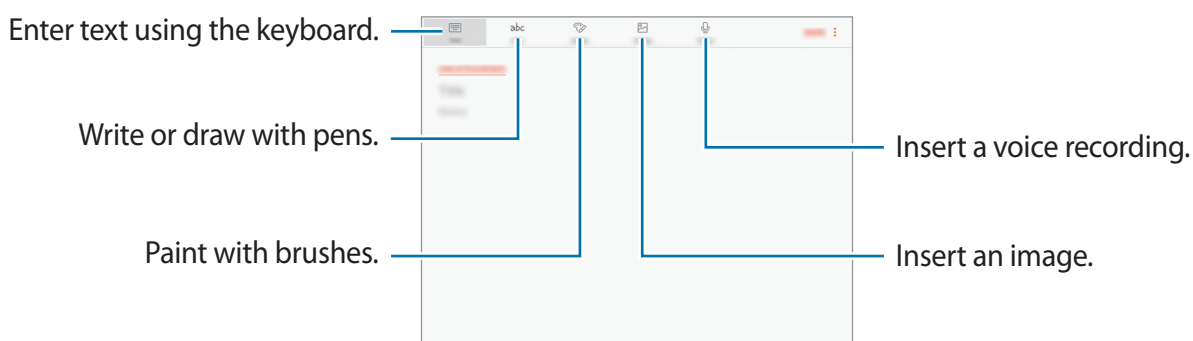 Enter text using the keyboard.
abc
Write or draw with pens.
Insert a voice recording.
Paint with brushes.
Insert an image.